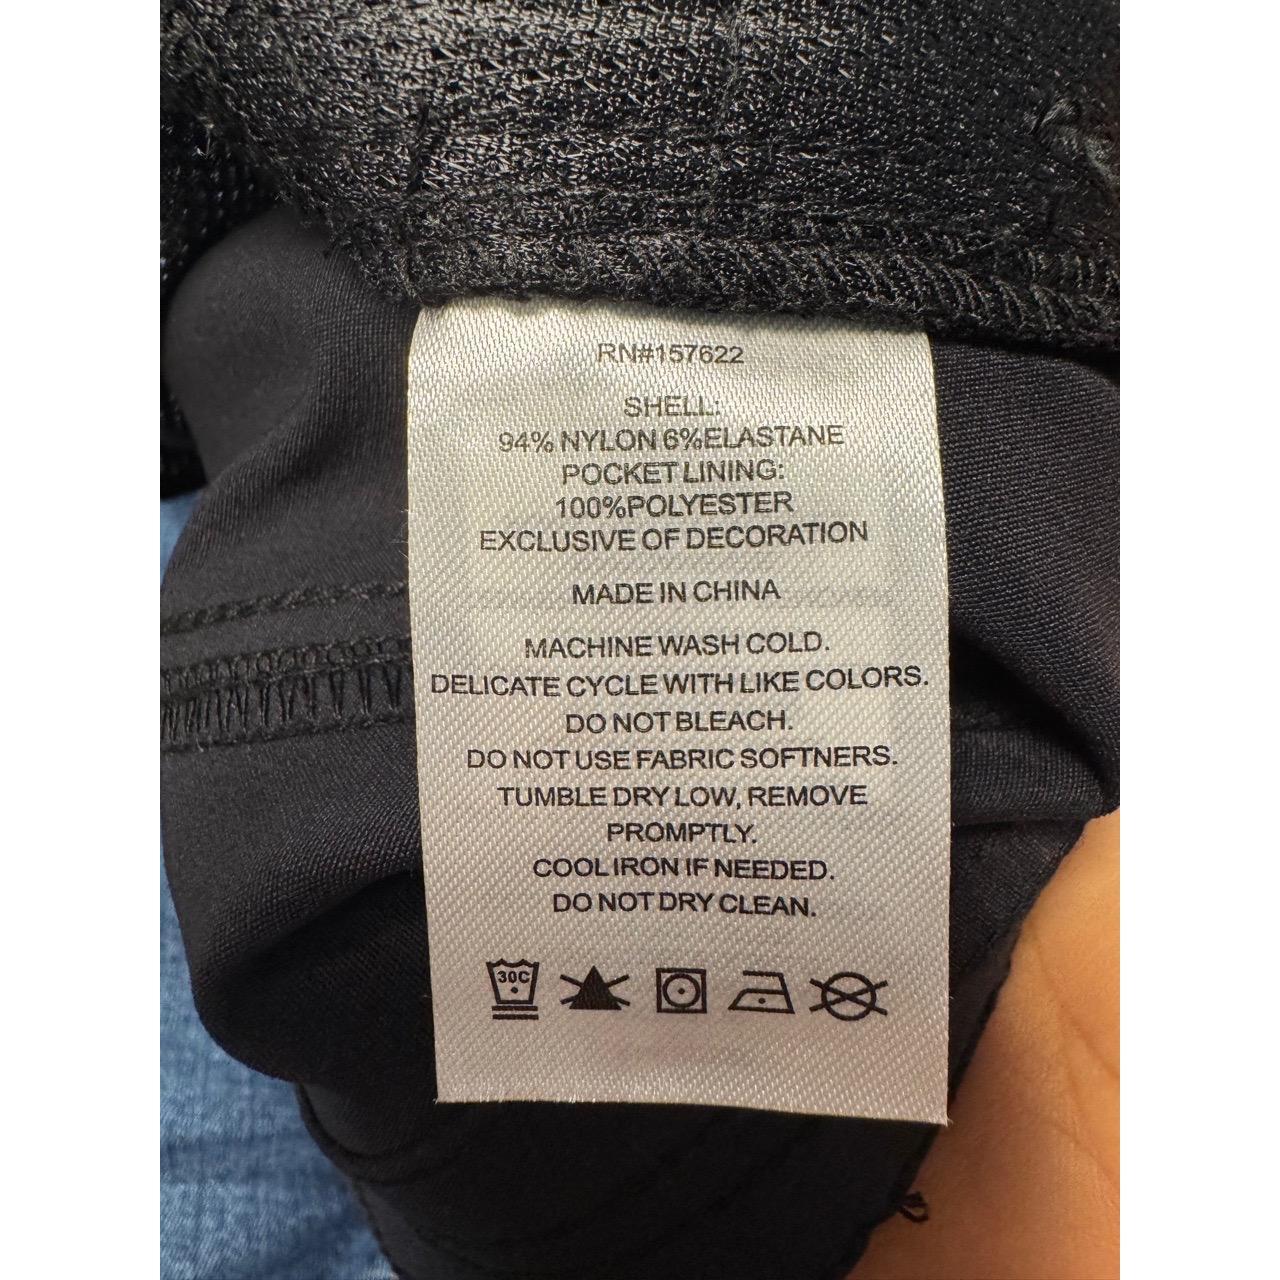 RN#157622
SHELL:
94% NYLON 6%ELASTANE
POCKET LINING:
100%POLYESTER
EXCLUSIVE OF DECORATION
MADE IN CHINA
MACHINE WASH COLD.
DELICATE CYCLE WITH LIKE COLORS.
DO NOT BLEACH.
DO NOT USE FABRIC SOFTNERS.
TUMBLE DRY LOW, REMOVE
PROMPTLY.
COOL IRON IF NEEDED.
DO NOT DRY CLEAN.
30C